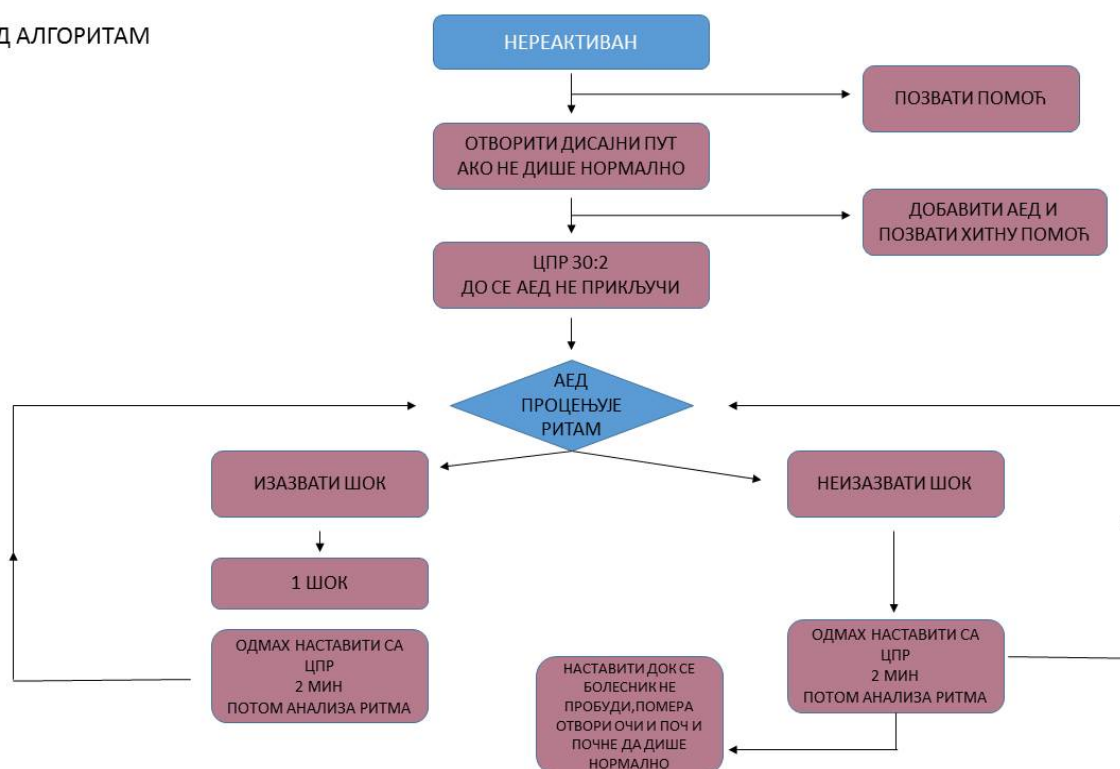 Д АЛГОРИТАМ
НЕРЕАКТИВАН
ПОЗВАТИ ПОМОЋ
ОТВОРИТИ ДИСАЈНИ ПУТ
АКО НЕ ДИШЕ НОРМАЛНО
ДОБАВИТИ АЕД И
ПОЗВАТИ ХИТНУ ПОМОЋ
ЦПР 30:2
ДО СЕ АЕД НЕ ПРИКЉУЧИ
АЕД
ПРОЦЕЊУЈЕ
РИТАМ
ИЗАЗВАТИ ШОК
НЕИЗАЗВАТИ ШОК
1 ШОК
ОДМАХ НАСТАВИТИ СА
ЦПР
2 МИН
ПОТОМ АНАЛИЗА РИТМА
ОДМАХ НАСТАВИТИ СА
ЦПР
2 МИН
ПОТОМ АНАЛИЗА РИТМА
НАСТАВИТИ ДОК СЕ
БОЛЕСНИК НЕ
ПРОБУДИ,ПОМЕРА
ОТВОРИ ОЧИ И ПОЧ И
ПОЧНЕ ДА ДИШЕ
НОРМАЛНО